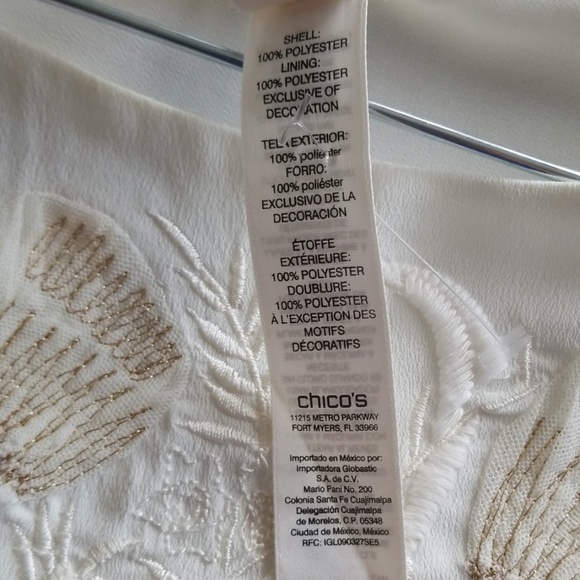 SHELL:
100% POLYESTER
LINING:
100% POLYESTER
EXCLUSIVE OF
DECORATION
TELA EXTERIOR:
100% poliéster
FORRO:
100% poliéster
EXCLUSIVO DE LA
DECORACIÓN
ÉTOFFE
EXTÉRIEURE:
100% POLYESTER
DOUBLURE:
100% POLYESTER
À L'EXCEPTION DES
MOTIFS
DÉCORATIFS
chico's
11215 METRO PARKWAY
FORT MYERS, FL 33966
Importado en México por:
Importadora Globastic
S.A. de C.V.
Mario Pani No. 200
Colonia Santa Fe Cuajimalpa
Delegación Cuajimalpa
de Morelos, C.P. 05348
Ciudad de México, México
RFC: IGL090327SE5